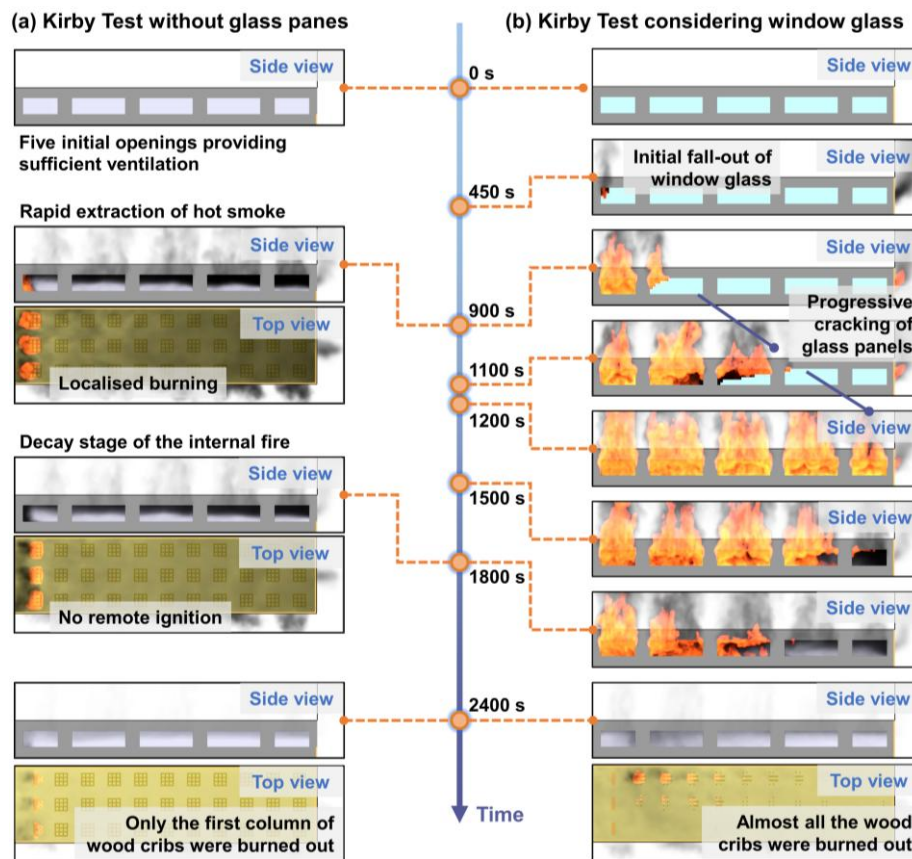 (a) Kirby Test without glass panes
Side view
Five initial openings providing
sufficient ventilation
Rapid extraction of hot smoke
Side view
Top view
Localised burning
Decay stage of the internal fire
Side view
Top view
No remote ignition
Side view
Top view
Only the first column of
wood cribs were burned out
0 s
450 s
900 s
1100 s
1200 s
1500 s
1800 s
2400 s
Time
(b) Kirby Test considering window glass
Side view
Initial fall-out of
window glass
Side view
Side view
Progressive
cracking of
glass panels
Side view
Side view
Side view
Side view
Top view
Almost all the wood
cribs were burned out